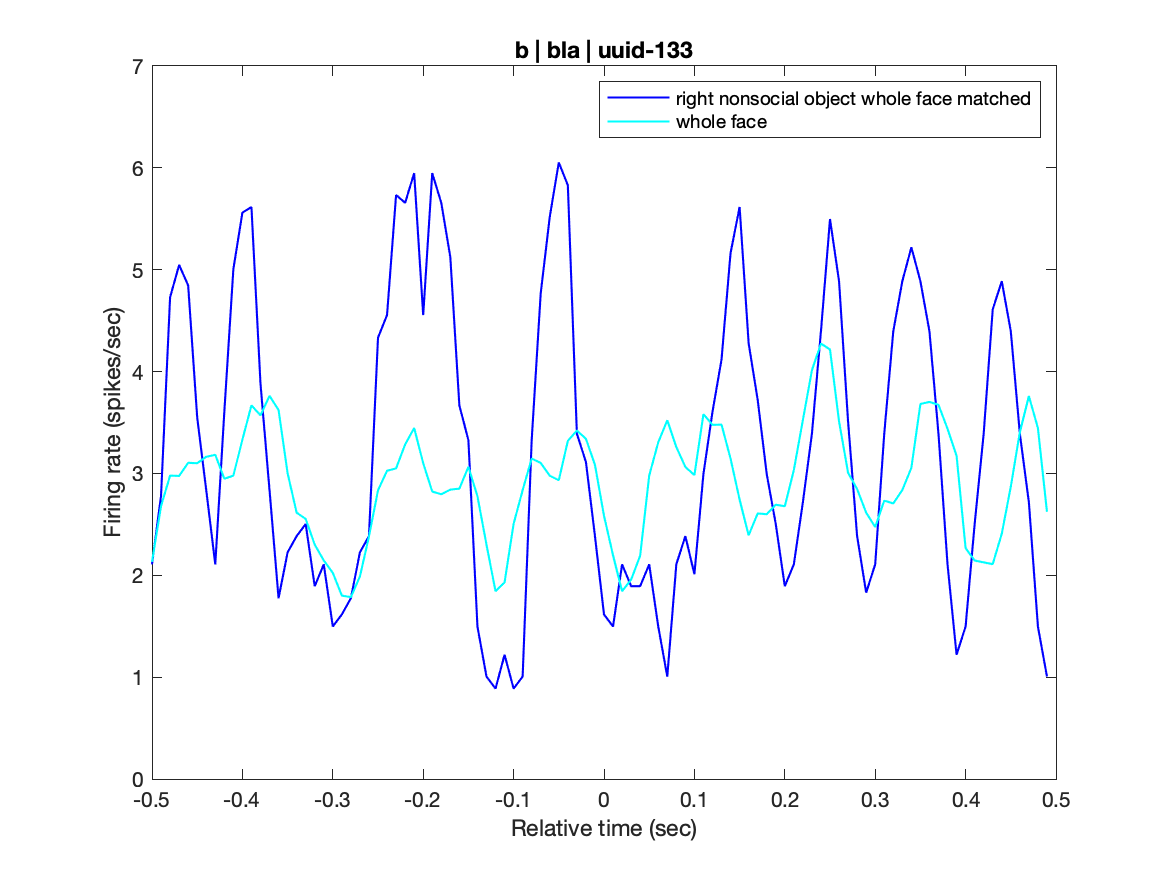 b | bla | uuid-133
right nonsocial object whole face matched
whole face
Firing rate (spikes/sec)
7
6
5
4
3
2
1
0
-0.5 -0.4 -0.3 -0.2 -0.1 0 0.1 0.2 0.3 0.4 0.5
Relative time (sec)